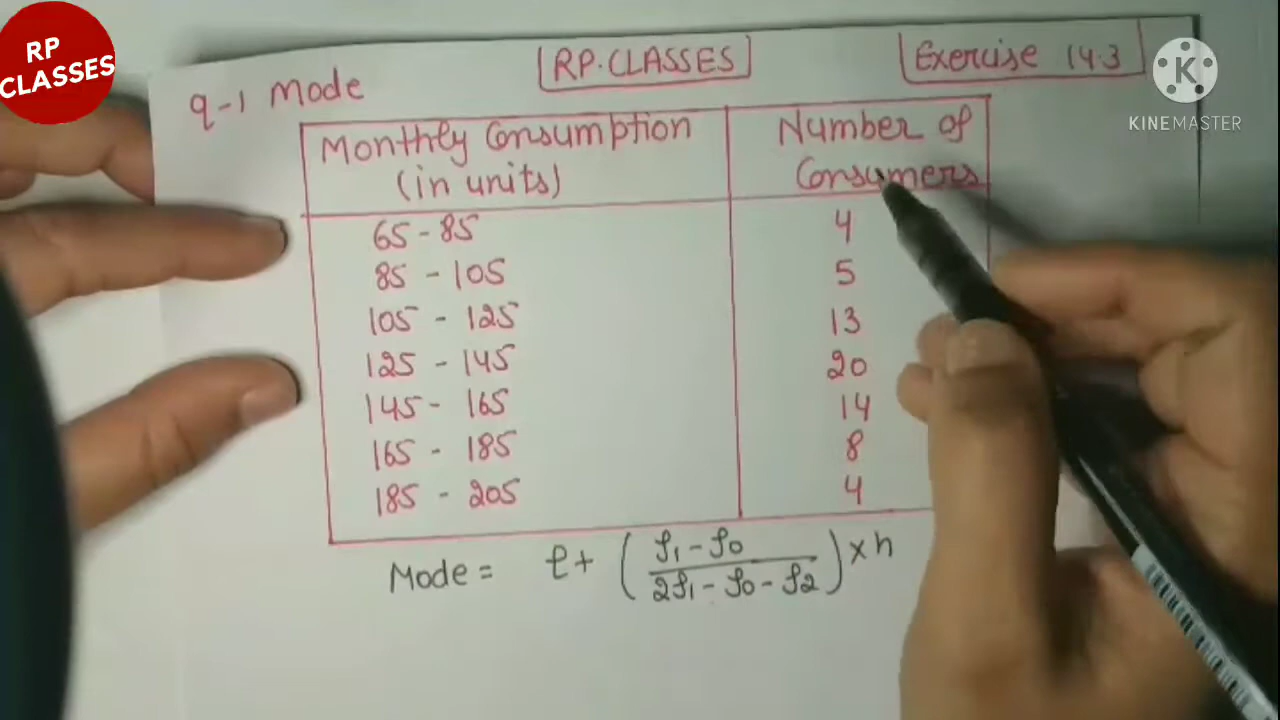 RP
CLASSES
RP.CLASSES
Exercise 14.3
KINEMASTER
q-1 Mode
Monthly Consumption
(in units)
Number of
Consumers
65 - 85 4
85 - 105 5
105 - 125 13
125 - 145 20
145 - 165 14
165 - 185 8
185 - 205 4
Mode = l + (f1 - f0 / 2f1 - f0 - f2) × h